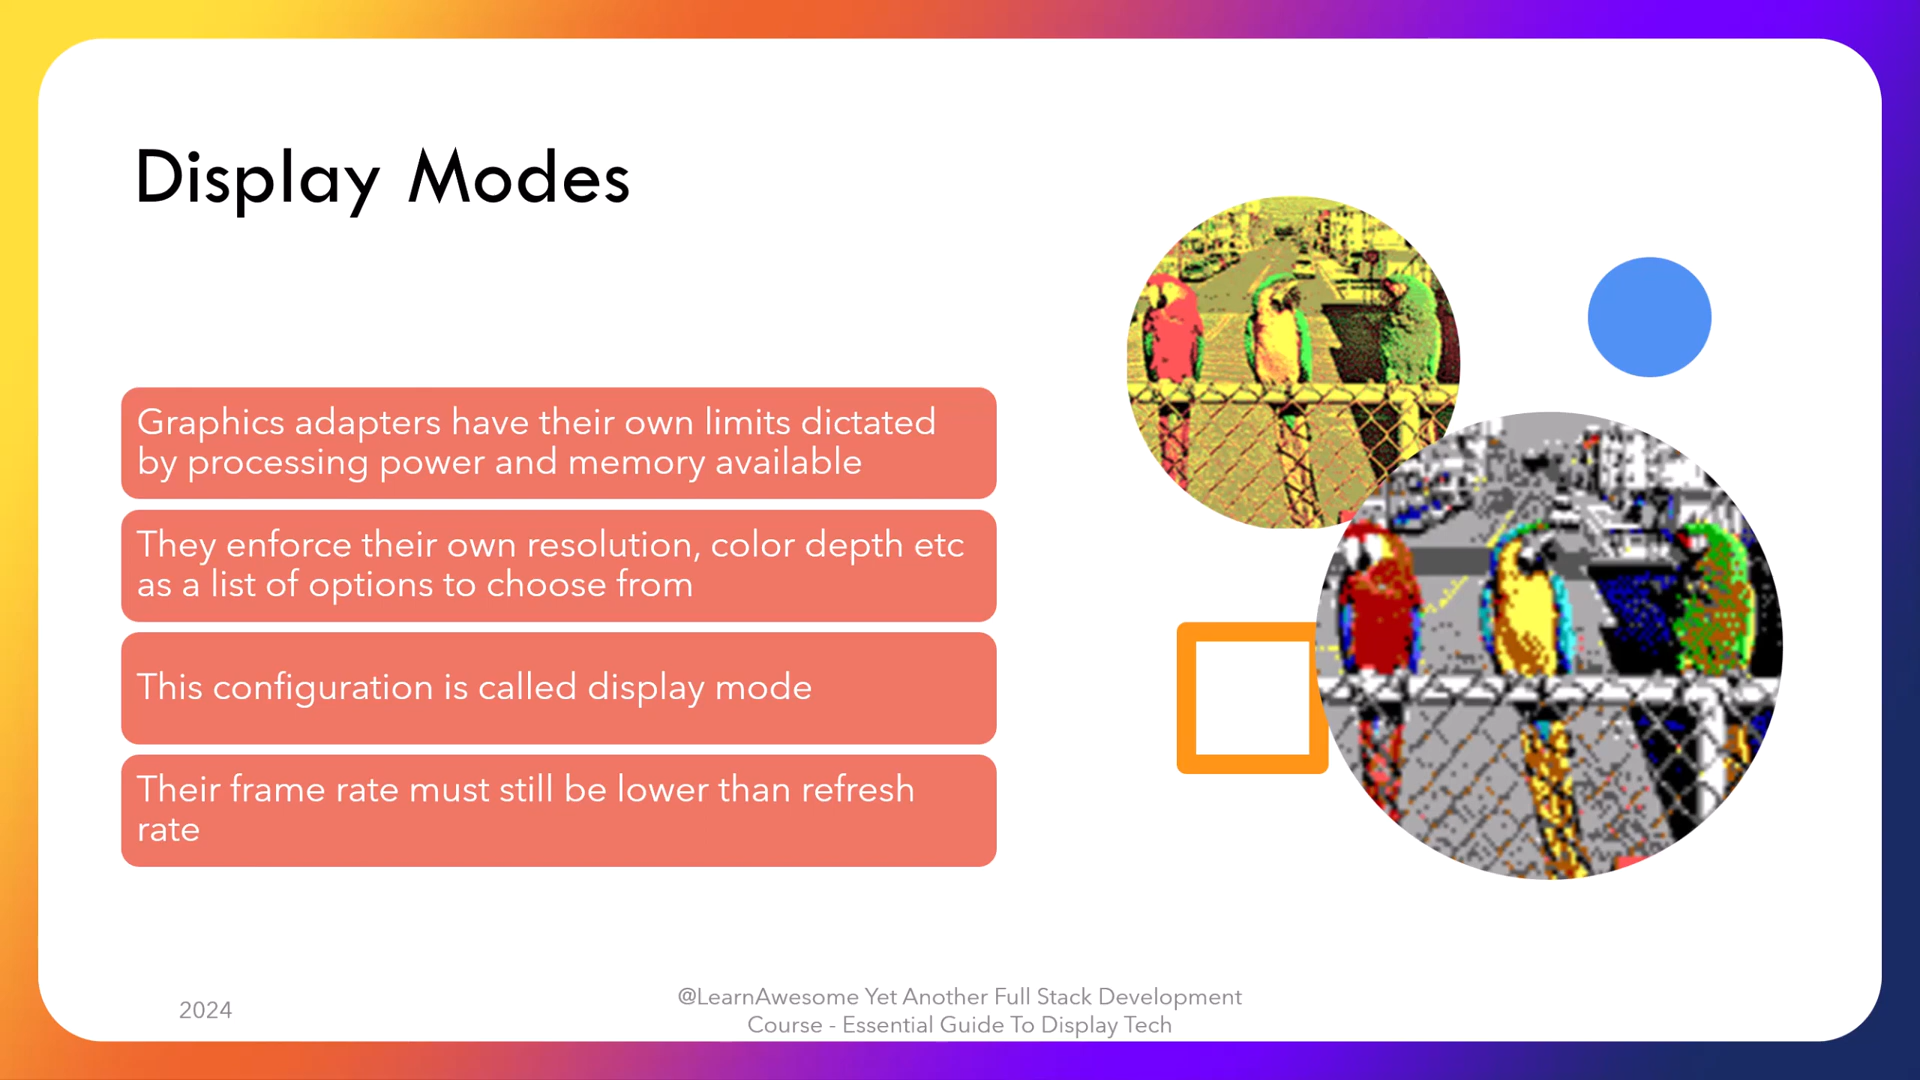 Display Modes
Graphics adapters have their own limits dictated
by processing power and memory available
They enforce their own resolution, color depth etc
as a list of options to choose from
This configuration is called display mode
Their frame rate must still be lower than refresh
rate
2024
@LearnAwesome Yet Another Full Stack Development
Course - Essential Guide To Display Tech